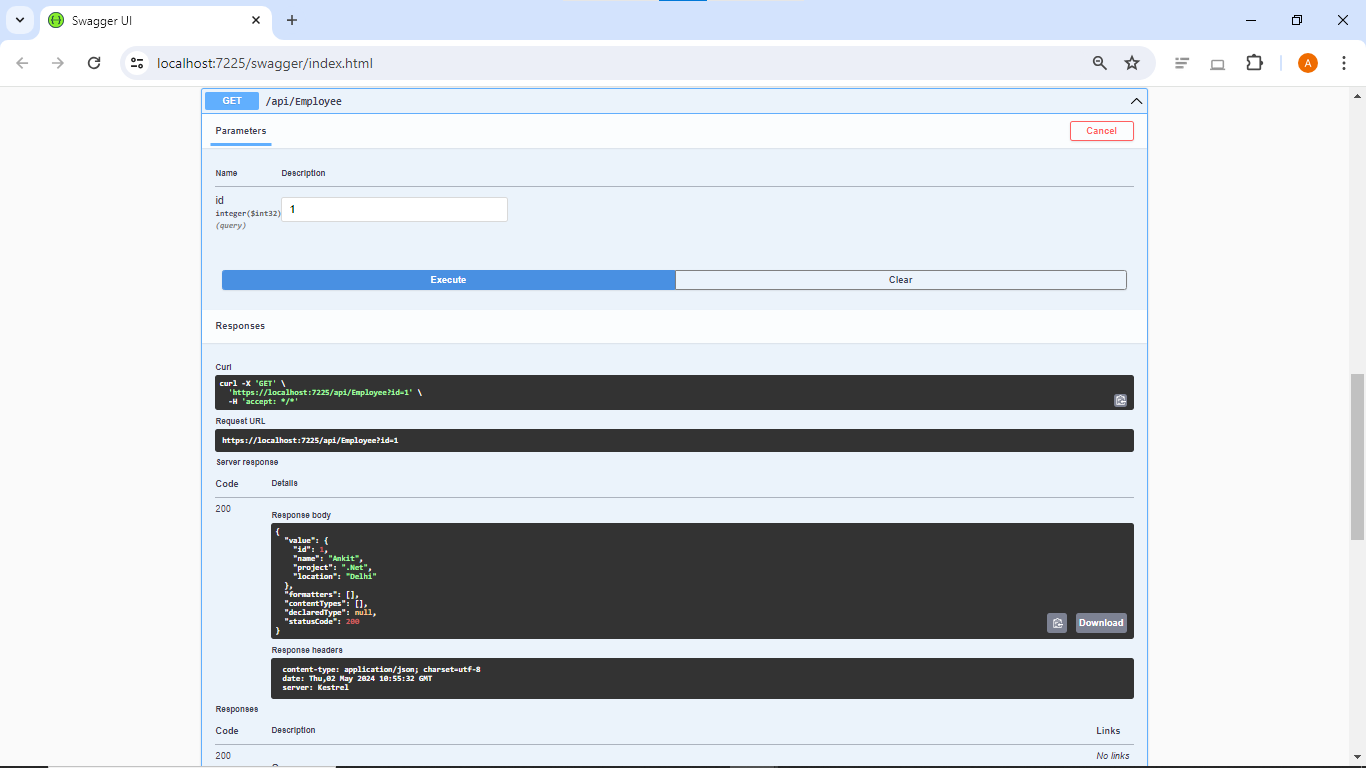 Swagger UI
localhost:7225/swagger/index.html
A
GET /api/Employee
Parameters
Cancel
Name Description
id
integer($int32)
(query)
1
Execute Clear
Responses
Curl
curl -X 'GET' \
'https://localhost:7225/api/Employee?id=1' \
-H 'accept: */*'
Request URL
https://localhost:7225/api/Employee?id=1
Server response
Code Details
200
Response body
{
"value": {
"id": 1,
"name": "Ankit",
"project": ".Net",
"location": "Delhi"
},
"formatters": [],
"contentTypes": [],
"declaredType": null,
"statusCode": 200
}
Download
Response headers
content-type: application/json; charset=utf-8
date: Thu,02 May 2024 10:55:32 GMT
server: Kestrel
Responses
Code Description Links
200 No links